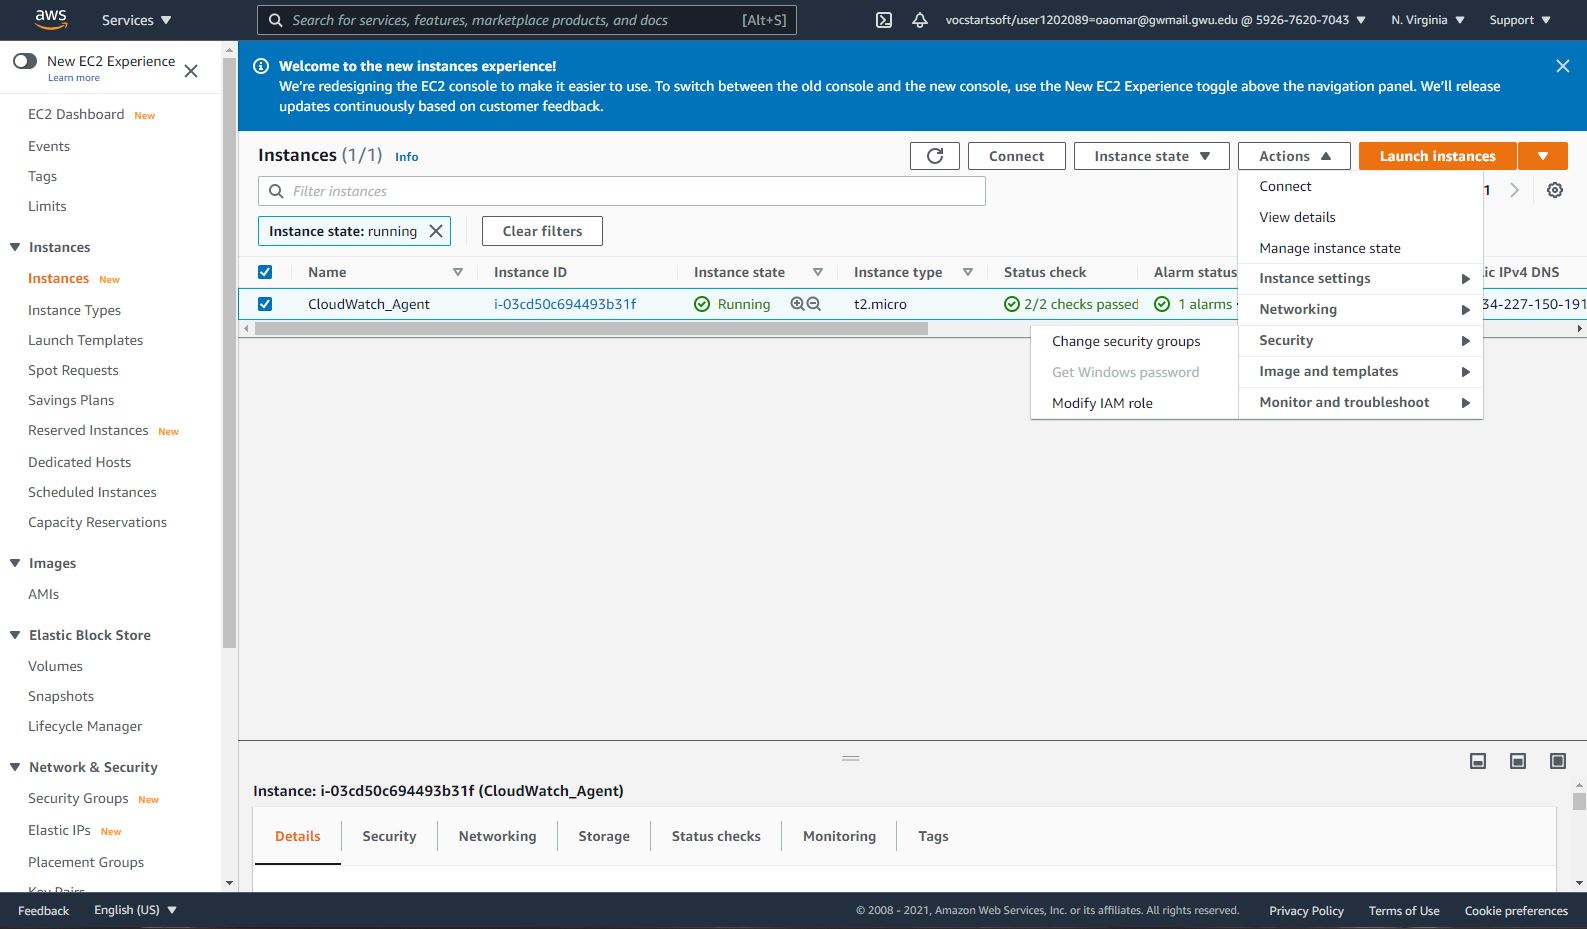 aws
Services
Search for services, features, marketplace products, and docs [Alt+S]
vocstartsoft/user1202089=oaomar@gwmail.gwu.edu @ 5926-7620-7043
N. Virginia
Support
New EC2 Experience
Learn more
EC2 Dashboard New
Events
Tags
Limits
Instances
Instances New
Instance Types
Launch Templates
Spot Requests
Savings Plans
Reserved Instances New
Dedicated Hosts
Scheduled Instances
Capacity Reservations
Images
AMIs
Elastic Block Store
Volumes
Snapshots
Lifecycle Manager
Network & Security
Security Groups New
Elastic IPs New
Placement Groups
Key Pairs
Welcome to the new instances experience!
We're redesigning the EC2 console to make it easier to use. To switch between the old console and the new console, use the New EC2 Experience toggle above the navigation panel. We'll release
updates continuously based on customer feedback.
Instances (1/1) Info
Connect
Instance state
Actions
Launch instances
Filter instances
1
Instance state: running
Clear filters
Name Instance ID Instance state Instance type Status check Alarm status ic IPv4 DNS
CloudWatch_Agent i-03cd50c694493b31f Running t2.micro 2/2 checks passed 1 alarms 34-227-150-191
Connect
View details
Manage instance state
Instance settings
Networking
Security
Image and templates
Monitor and troubleshoot
Change security groups
Get Windows password
Modify IAM role
Instance: i-03cd50c694493b31f (CloudWatch_Agent)
Details Security Networking Storage Status checks Monitoring Tags
Feedback English (US) © 2008 - 2021, Amazon Web Services, Inc. or its affiliates. All rights reserved. Privacy Policy Terms of Use Cookie preferences